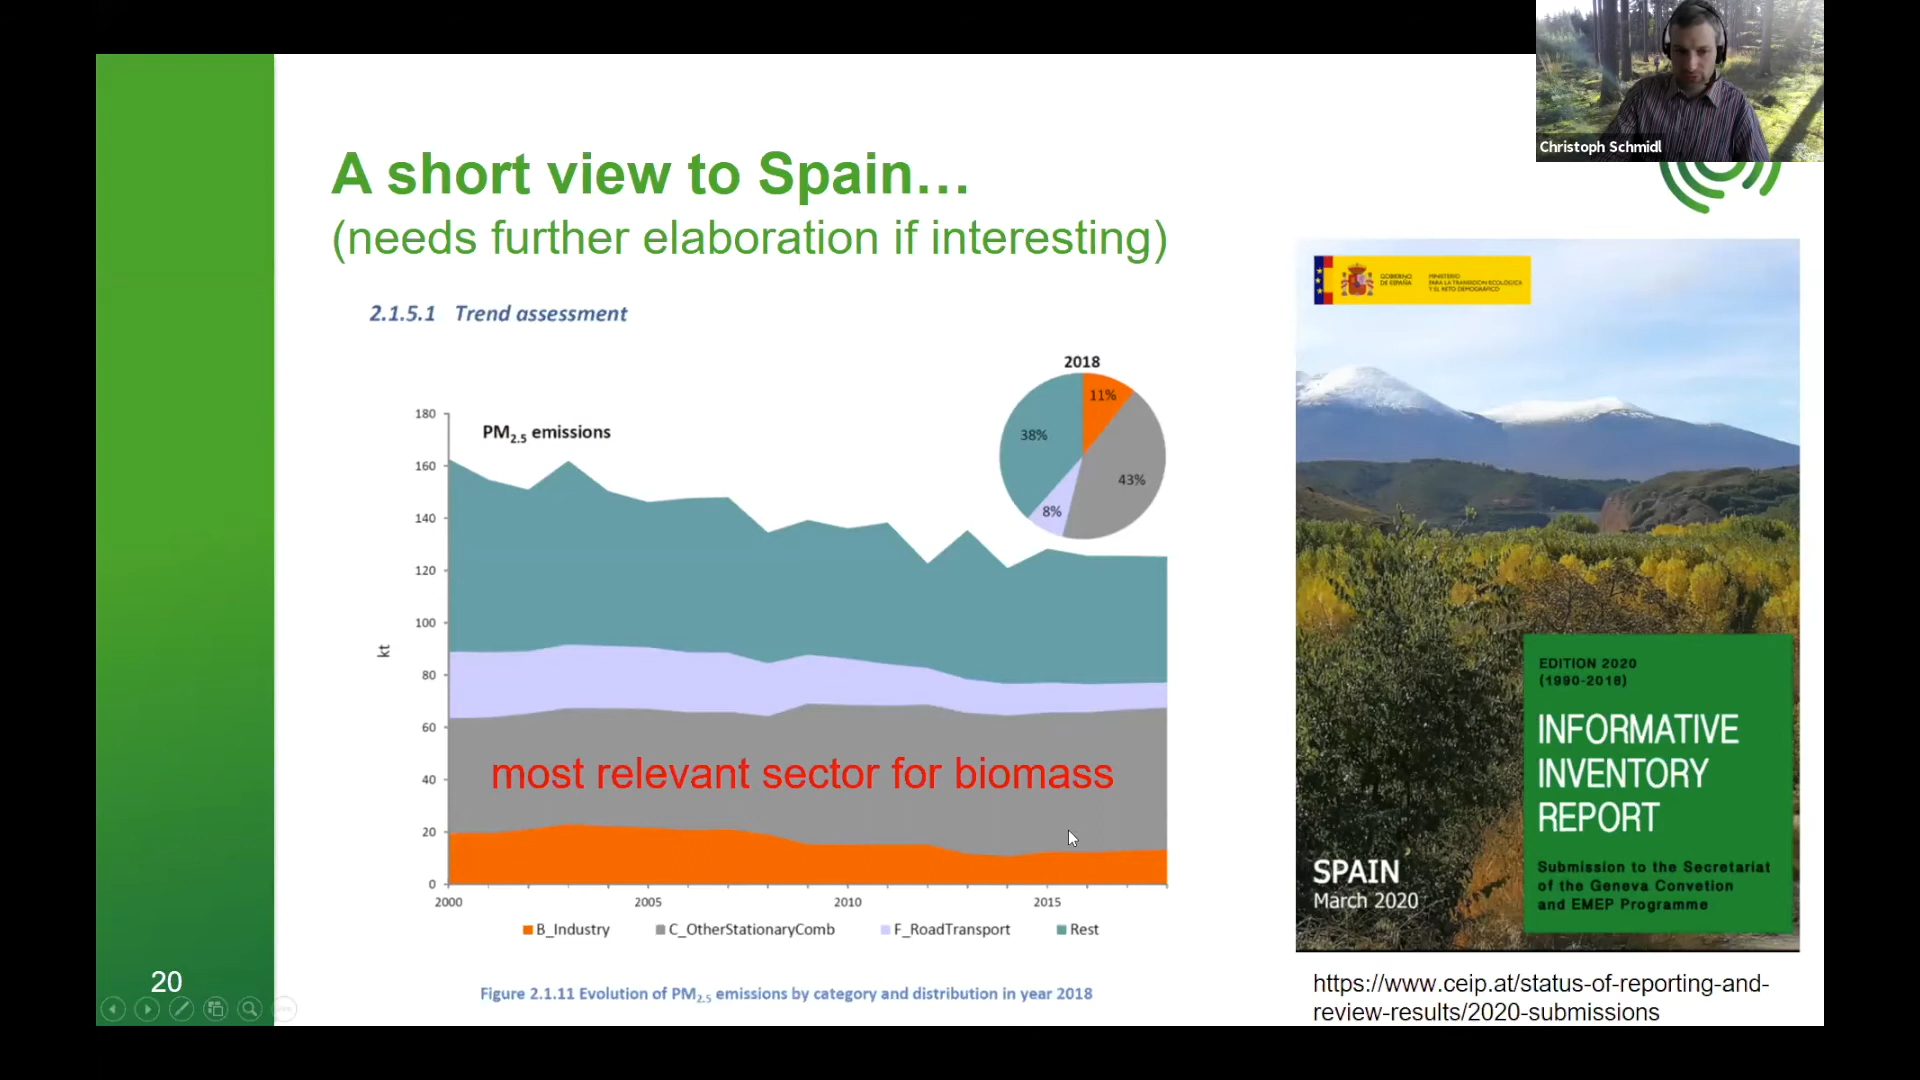 Christoph Schmidl
A short view to Spain…
(needs further elaboration if interesting)
2.1.5.1 Trend assessment
2018
11%
38%
43%
8%
PM2.5 emissions
180
160
140
120
100
80
60
40
20
0
kt
most relevant sector for biomass
2000 2005 2010 2015
B_Industry C_OtherStationaryComb F_RoadTransport Rest
Figure 2.1.11 Evolution of PM2.5 emissions by category and distribution in year 2018
GOBIERNO
DE ESPAÑA
MINISTERIO
PARA LA TRANSICIÓN ECOLÓGICA
Y EL RETO DEMOGRÁFICO
EDITION 2020
(1990-2018)
INFORMATIVE
INVENTORY
REPORT
Submission to the Secretariat
of the Geneva Convetion
and EMEP Programme
SPAIN
March 2020
https://www.ceip.at/status-of-reporting-and-
review-results/2020-submissions
20